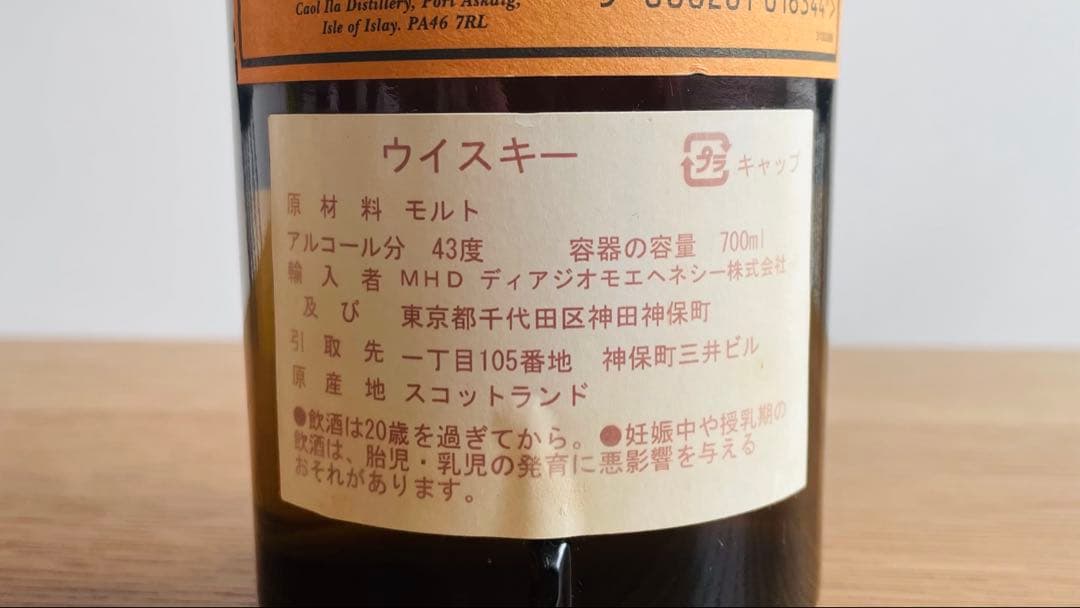 Caol Ila Distillery, Port Askaig,
Isle of Islay. PA46 7RL
ウイスキー
プラ キャップ
原材料 モルト
アルコール分 43度 容器の容量 700ml
輸入者 MHD ディアジオモエヘネシー株式会社
及び 東京都千代田区神田神保町
引取先 一丁目105番地 神保町三井ビル
原産地 スコットランド
●飲酒は20歳を過ぎてから。●妊娠中や授乳期の
飲酒は、胎児・乳児の発育に悪影響を与える
おそれがあります。